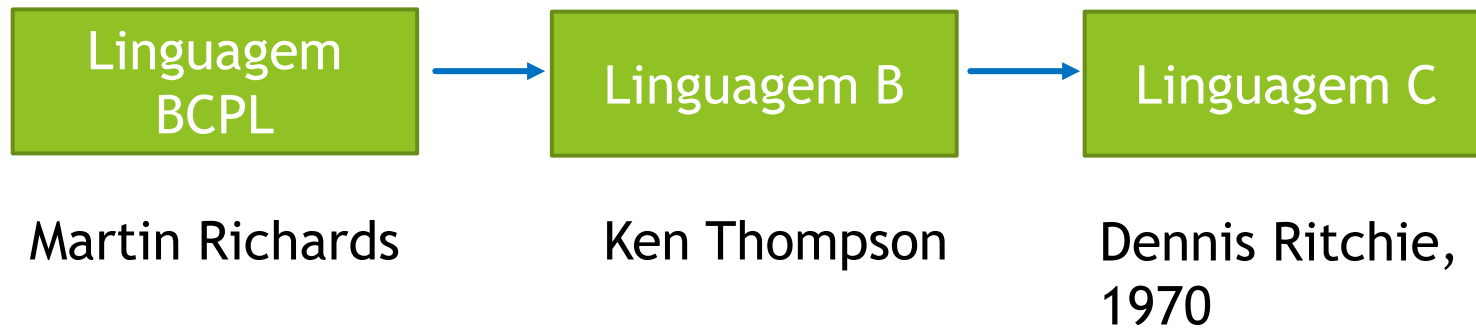 Linguagem
BCPL
Linguagem B
Linguagem C
Martin Richards
Ken Thompson
Dennis Ritchie,
1970